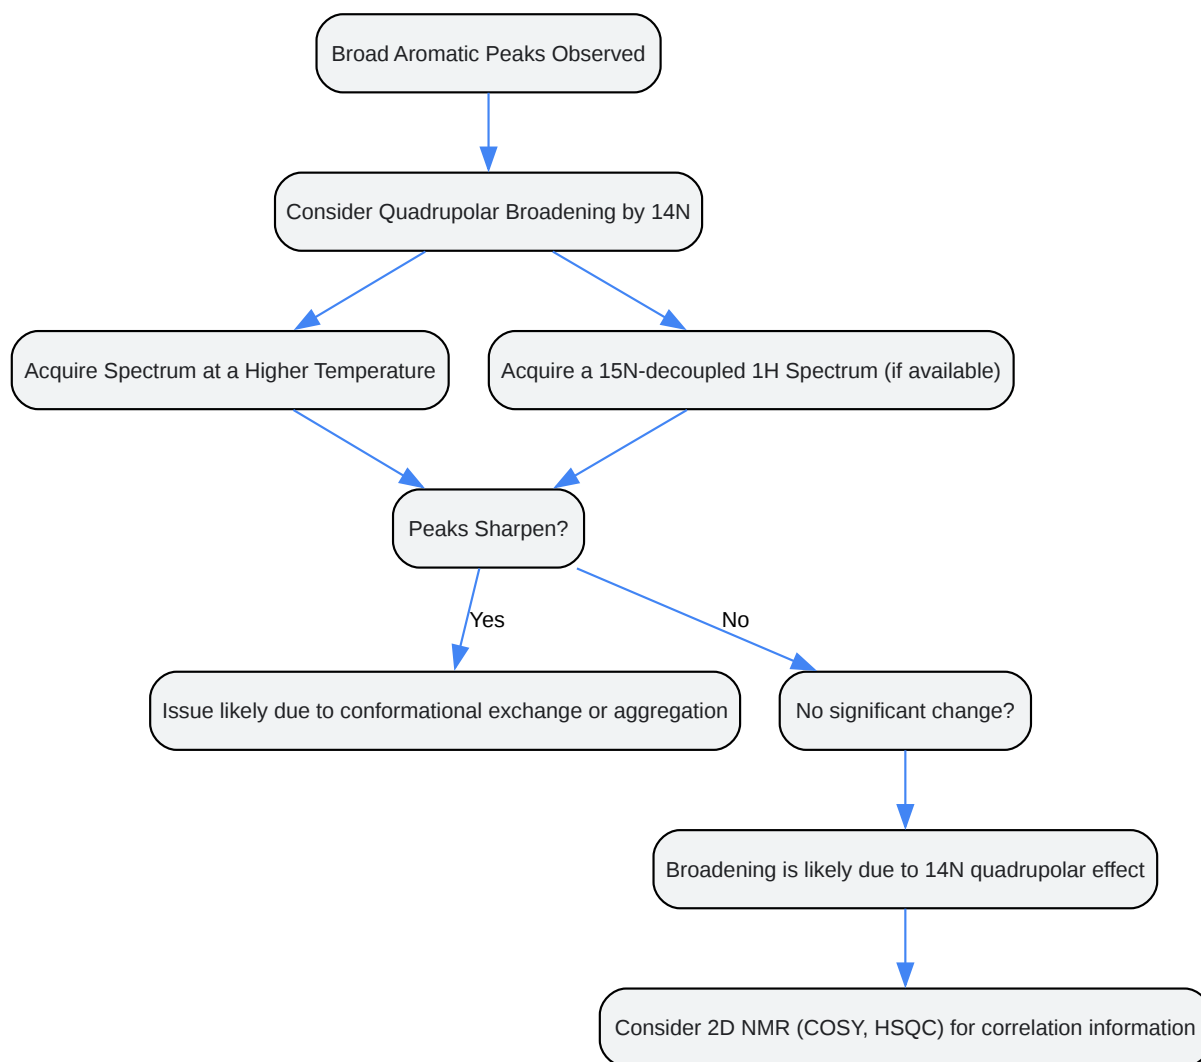 Broad Aromatic Peaks Observed
Consider Quadrupolar Broadening by 14N
Acquire Spectrum at a Higher Temperature
Acquire a 15N-decoupled 1H Spectrum (if available)
Peaks Sharpen?
Yes
No
Issue likely due to conformational exchange or aggregation
No significant change?
Broadening is likely due to 14N quadrupolar effect
Consider 2D NMR (COSY, HSQC) for correlation information